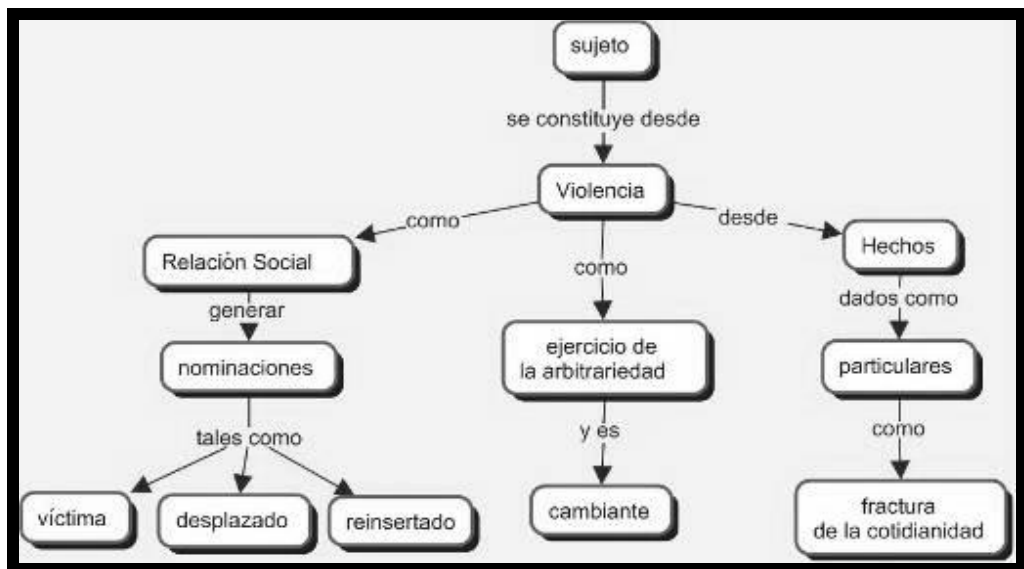 sujeto
se constituye desde
Violencia
como
desde
Relación Social
Hechos
como
generar
dados como
nominaciones
ejercicio de
la arbitrariedad
particulares
tales como
y es
como
víctima
desplazado
reinsertado
cambiante
fractura
de la cotidianidad